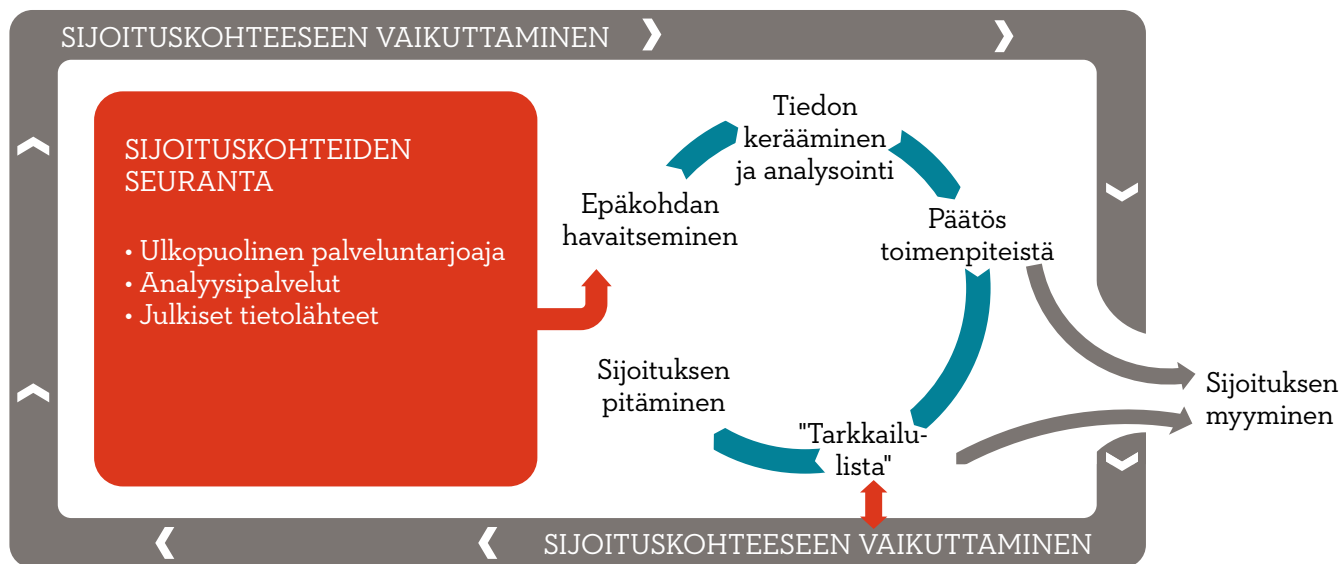 SIJOITUSKOHTEESEEN VAIKUTTAMINEN
SIJOITUSKOHTEIDEN
SEURANTA
• Ulkopuolinen palveluntarjoaja
• Analyysipalvelut
• Julkiset tietolähteet
Epäkohdan
havaitseminen
Tiedon
kerääminen
ja analysointi
Päätös
toimenpiteistä
"Tarkkailu-
lista"
Sijoituksen
pitäminen
Sijoituksen
myyminen
SIJOITUSKOHTEESEEN VAIKUTTAMINEN